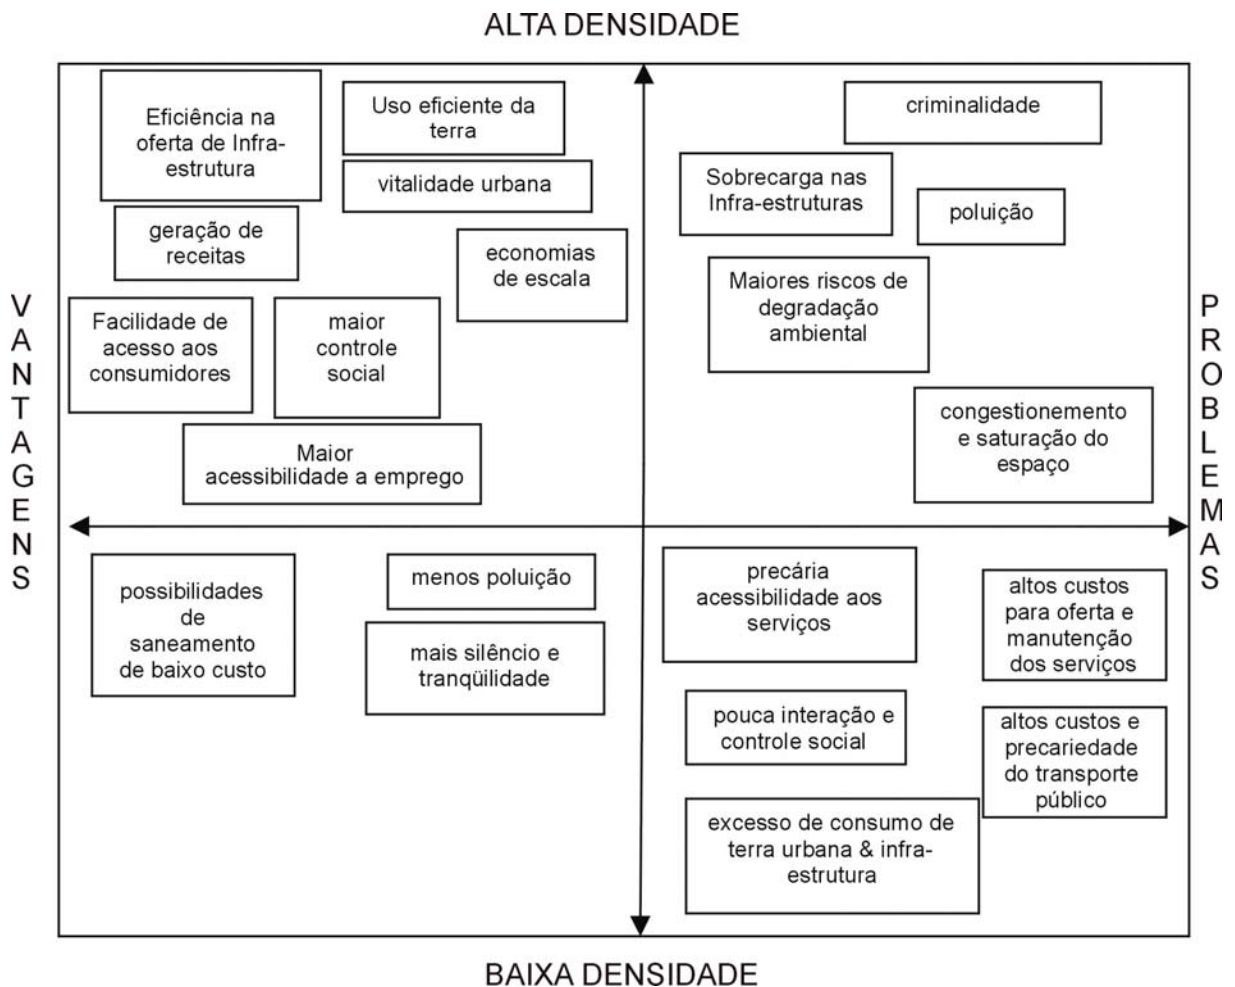 ALTA DENSIDADE
VANTAGENS
Eficiência na
oferta de Infra-
estrutura
Uso eficiente da
terra
vitalidade urbana
geração de
receitas
economias
de escala
Facilidade de
acesso aos
consumidores
maior
controle
social
Maior
acessibilidade a emprego
criminalidade
Sobrecarga nas
Infra-estruturas
poluição
Maiores riscos de
degradação
ambiental
congestionemento
e saturação do
espaço
PROBLEMAS
possibilidades
de
saneamento
de baixo custo
menos poluição
mais silêncio e
tranqüilidade
precária
acessibilidade aos
serviços
altos custos
para oferta e
manutenção
dos serviços
pouca interação e
controle social
altos custos e
precariedade
do transporte
público
excesso de consumo de
terra urbana & infra-
estrutura
BAIXA DENSIDADE